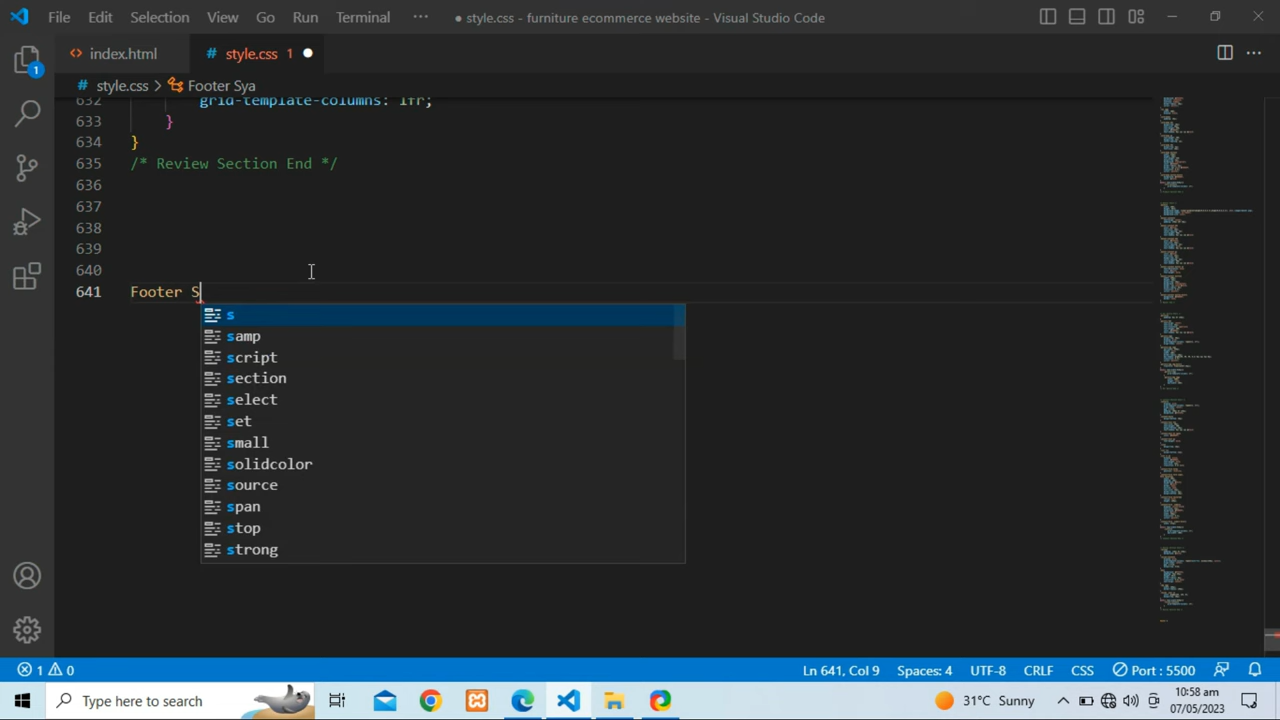 File Edit Selection View Go Run Terminal ··· ● style.css - furniture ecommerce website - Visual Studio Code
<> index.html # style.css 1 ●
# style.css > Footer Sya
632 grid-template-columns: 1fr;
633 }
634 }
635 /* Review Section End */
636
637
638
639
640
641 Footer S
s
samp
script
section
select
set
small
solidcolor
source
span
stop
strong
1
1 0 Ln 641, Col 9 Spaces: 4 UTF-8 CRLF CSS Port : 5500
Type here to search 31°C Sunny 10:58 am
07/05/2023